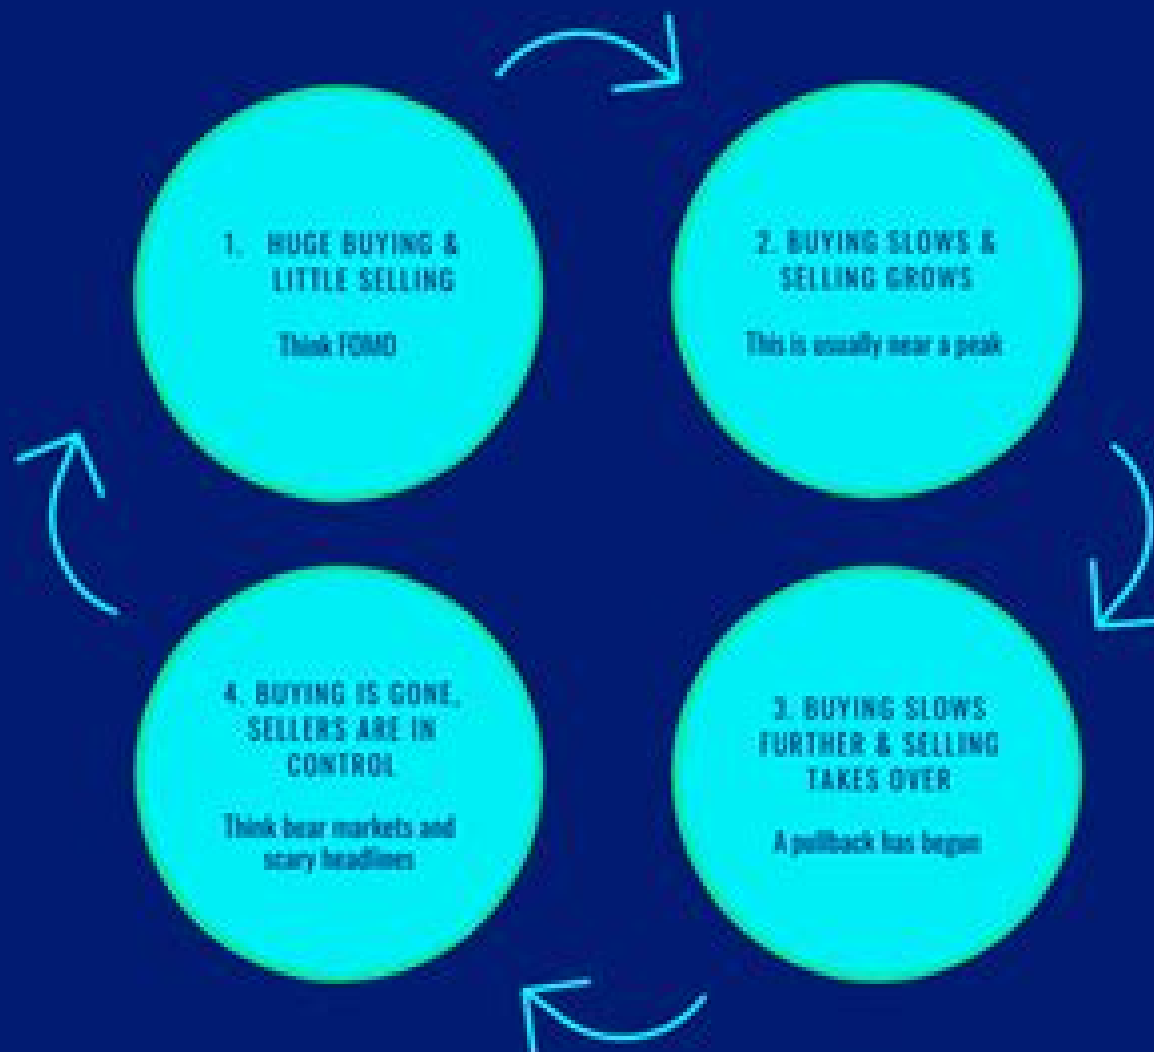 1. HUGE BUYING &
LITTLE SELLING
Think FOMO
2. BUYING SLOWS &
SELLING GROWS
This is usually near a peak
3. BUYING SLOWS
FURTHER & SELLING
TAKES OVER
A pullback has begun
4. BUYING IS GONE,
SELLERS ARE IN
CONTROL
Think bear markets and
scary headlines